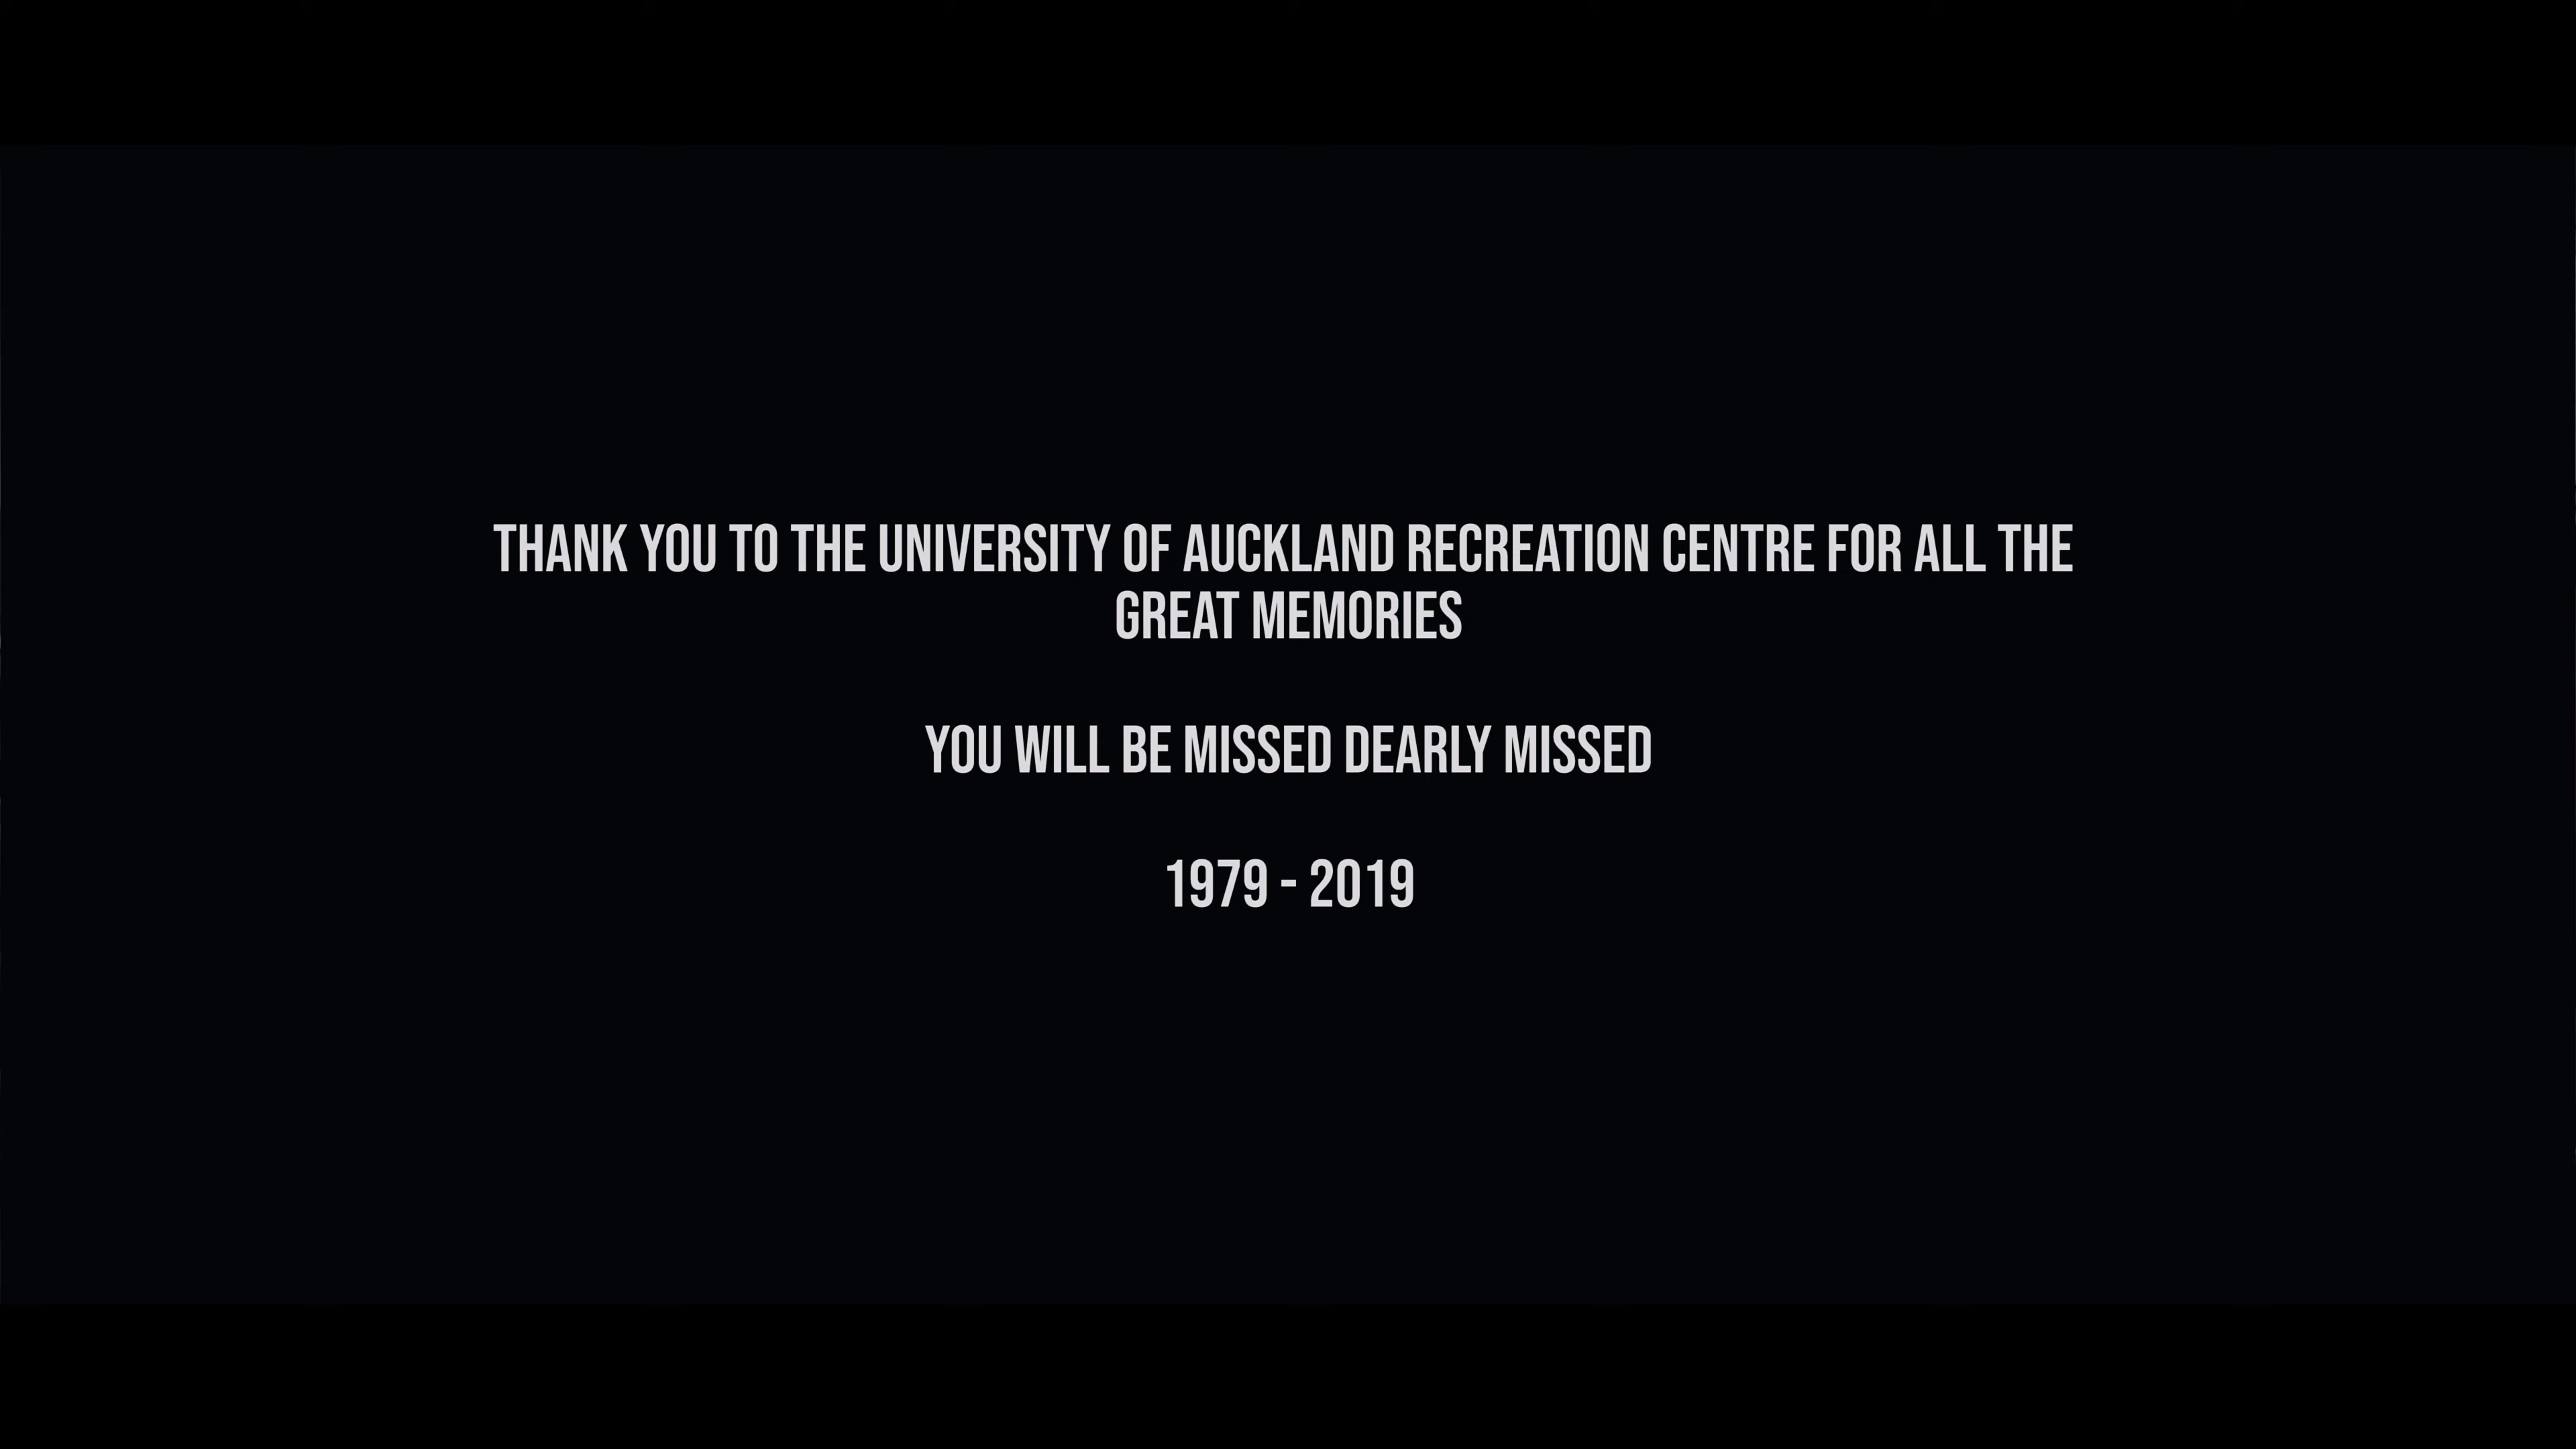 THANK YOU TO THE UNIVERSITY OF AUCKLAND RECREATION CENTRE FOR ALL THE
GREAT MEMORIES
YOU WILL BE MISSED DEARLY MISSED
1979 - 2019